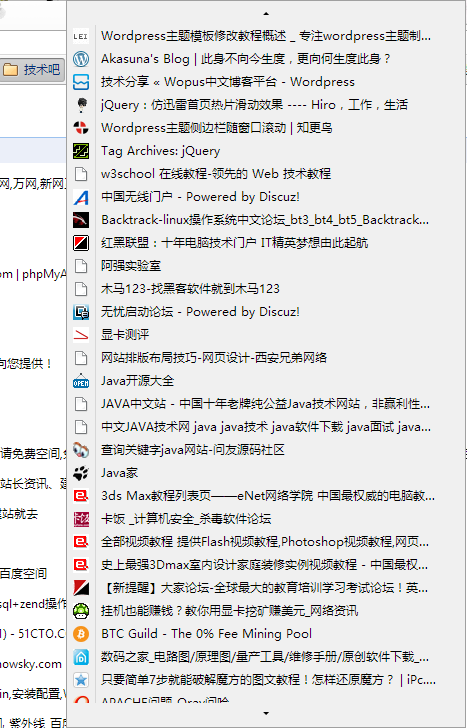 LEI Wordpress主题模板修改教程概述 _ 专注wordpress主题制...
Akasuna's Blog | 此身不向今生度，更向何生度此身？
技术吧
技术分享 « Wopus中文博客平台 - Wordpress
jQuery：仿迅雷首页热片滑动效果 ---- Hiro，工作，生活
Wordpress主题侧边栏随窗口滚动 | 知更鸟
Tag Archives: jQuery
w3school 在线教程-领先的 Web 技术教程
网,万网,新网
中国无线门户 - Powered by Discuz!
Backtrack-linux操作系统中文论坛_bt3_bt4_bt5_Backtrack...
红黑联盟：十年电脑技术门户 IT精英梦想由此起航
阿强实验室
om | phpMyA
木马123-找黑客软件就到木马123
无忧启动论坛 - Powered by Discuz!
显卡测评
网站排版布局技巧-网页设计-西安兄弟网络
向您提供！
OPEN Java开源大全
JAVA中文站 - 中国十年老牌纯公益Java技术网站，非赢利性...
中文JAVA技术网 java java技术 java软件下载 java面试 java...
请免费空间,免
查询关键字java网站-问友源码社区
Java家
站长资讯、建
3ds Max教程列表页——eNet网络学院 中国最权威的电脑教...
站就去
卡饭 _计算机安全_杀毒软件论坛
全部视频教程 提供Flash视频教程,Photoshop视频教程,网页...
史上最强3Dmax室内设计家庭装修实例视频教程 - 中国最权...
百度空间
【新提醒】大家论坛-全球最大的教育培训学习考试论坛！英...
sql+zend操作
挂机也能赚钱？教你用显卡挖矿赚美元_网络资讯
) - 51CTO.C
BTC Guild - The 0% Fee Mining Pool
数码之家_电路图/原理图/量产工具/维修手册/原创软件下载_...
nowsky.com
只要简单7步就能破解魔方的图文教程！怎样还原魔方？ | iPc...
in,安装配置,W
APACHE问题-Oray问吧
,紫外线,百度